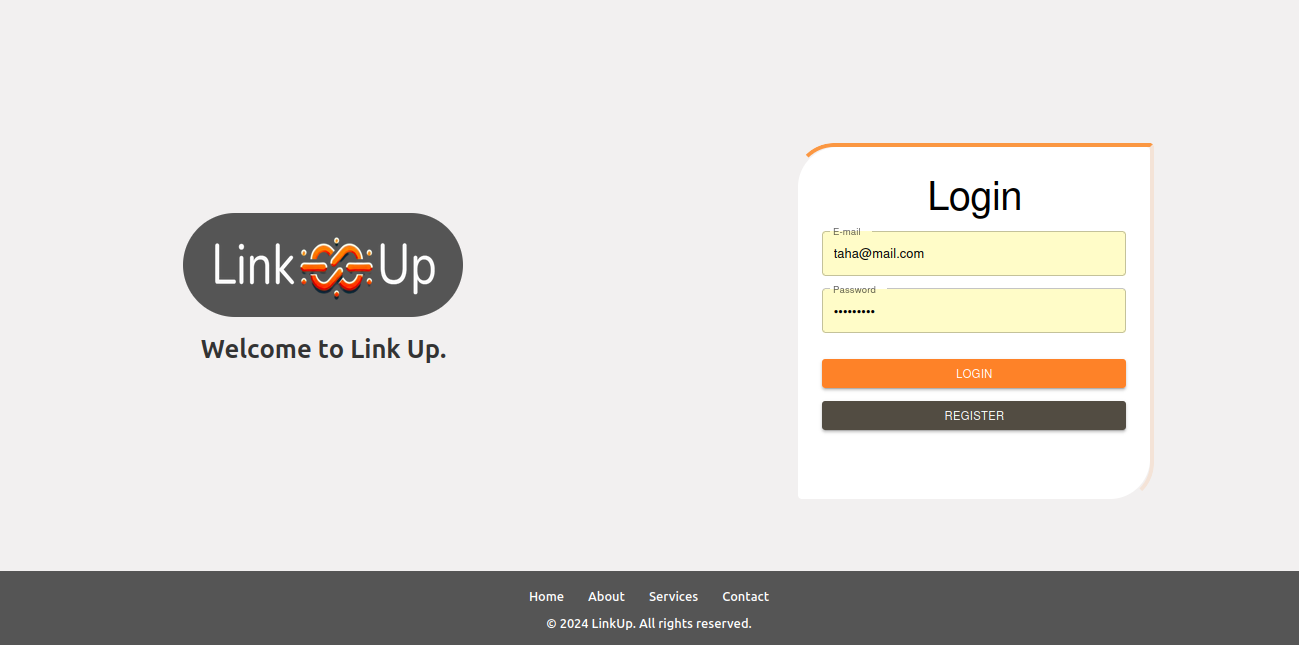 Link Up
Welcome to Link Up.
Login
E-mail
taha@mail.com
Password
•••••••••
LOGIN
REGISTER
Home About Services Contact
© 2024 LinkUp. All rights reserved.